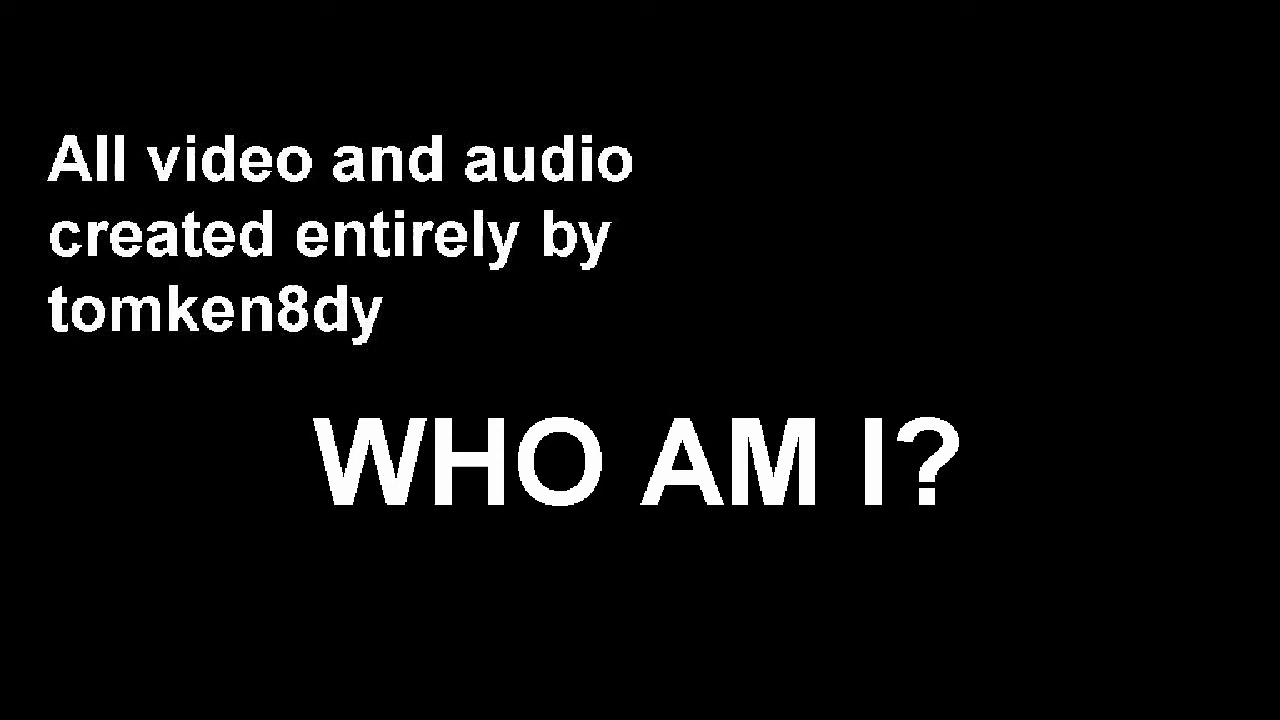 All video and audio
created entirely by
tomken8dy
WHO AM I?